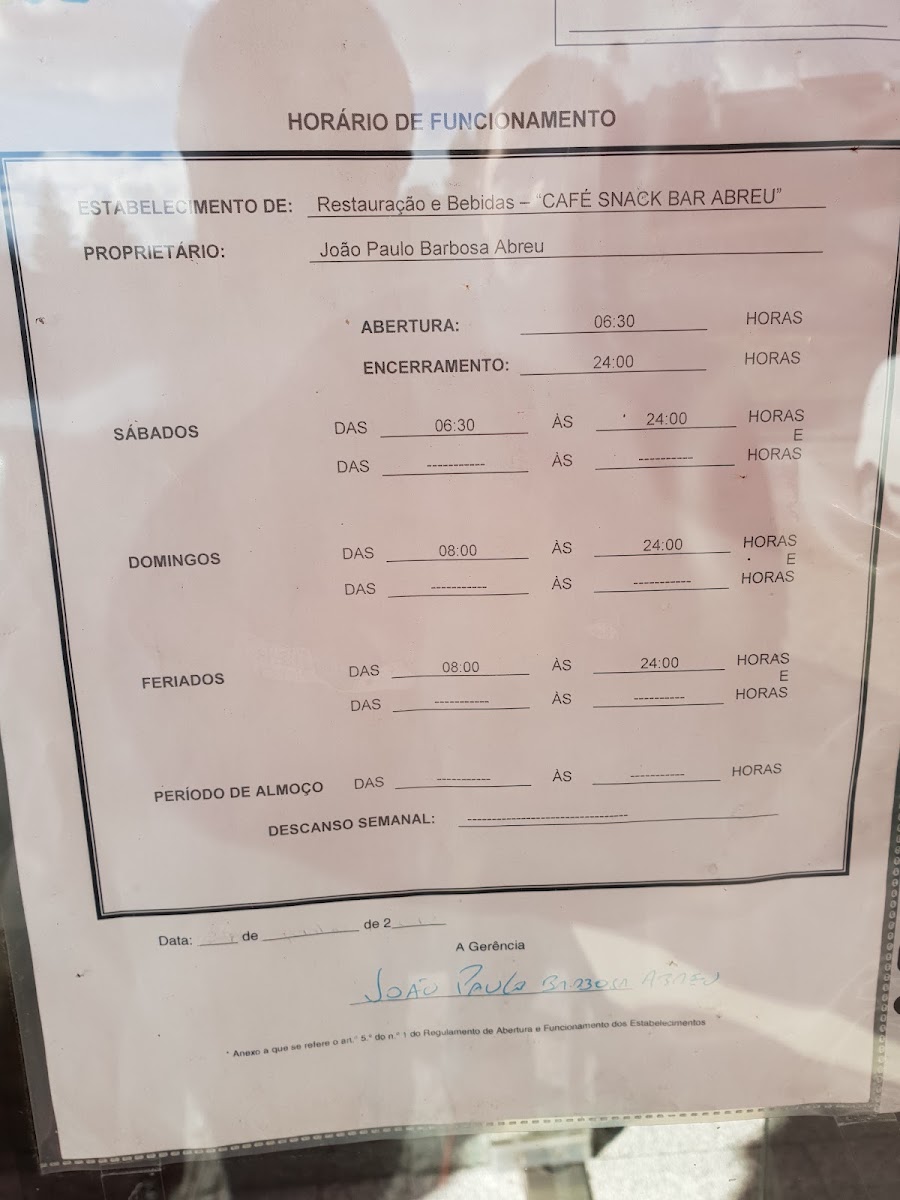 HORÁRIO DE FUNCIONAMENTO
ESTABELECIMENTO DE: Restauração e Bebidas – “CAFÉ SNACK BAR ABREU”
PROPRIETÁRIO: João Paulo Barbosa Abreu
ABERTURA: 06:30 HORAS
ENCERRAMENTO: 24:00 HORAS
SÁBADOS DAS 06:30 ÀS 24:00 HORAS
E
DAS ----------- ÀS ---------- HORAS
DOMINGOS DAS 08:00 ÀS 24:00 HORAS
E
DAS ----------- ÀS ----------- HORAS
FERIADOS DAS 08:00 ÀS 24:00 HORAS
E
DAS ----------- ÀS ---------- HORAS
PERÍODO DE ALMOÇO DAS ----------- ÀS ----------- HORAS
DESCANSO SEMANAL: ---------------------------------
Data: de de 2
A Gerência
JOÃO PAULO BARBOSA ABREU
* Anexo a que se refere o art.º 5.º do n.º 1 do Regulamento de Abertura e Funcionamento dos Estabelecimentos